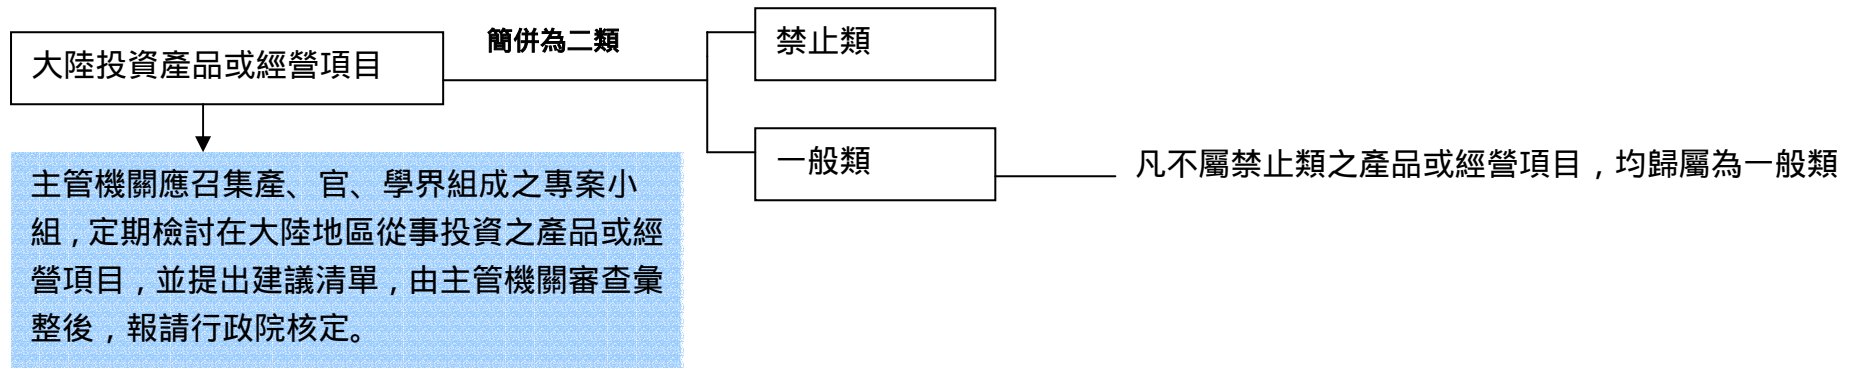 大陸投資產品或經營項目
簡併為二類
禁止類
一般類
凡不屬禁止類之產品或經營項目，均歸屬為一般類
主管機關應召集產、官、學界組成之專案小
組，定期檢討在大陸地區從事投資之產品或經
營項目，並提出建議清單，由主管機關審查彙
整後，報請行政院核定。